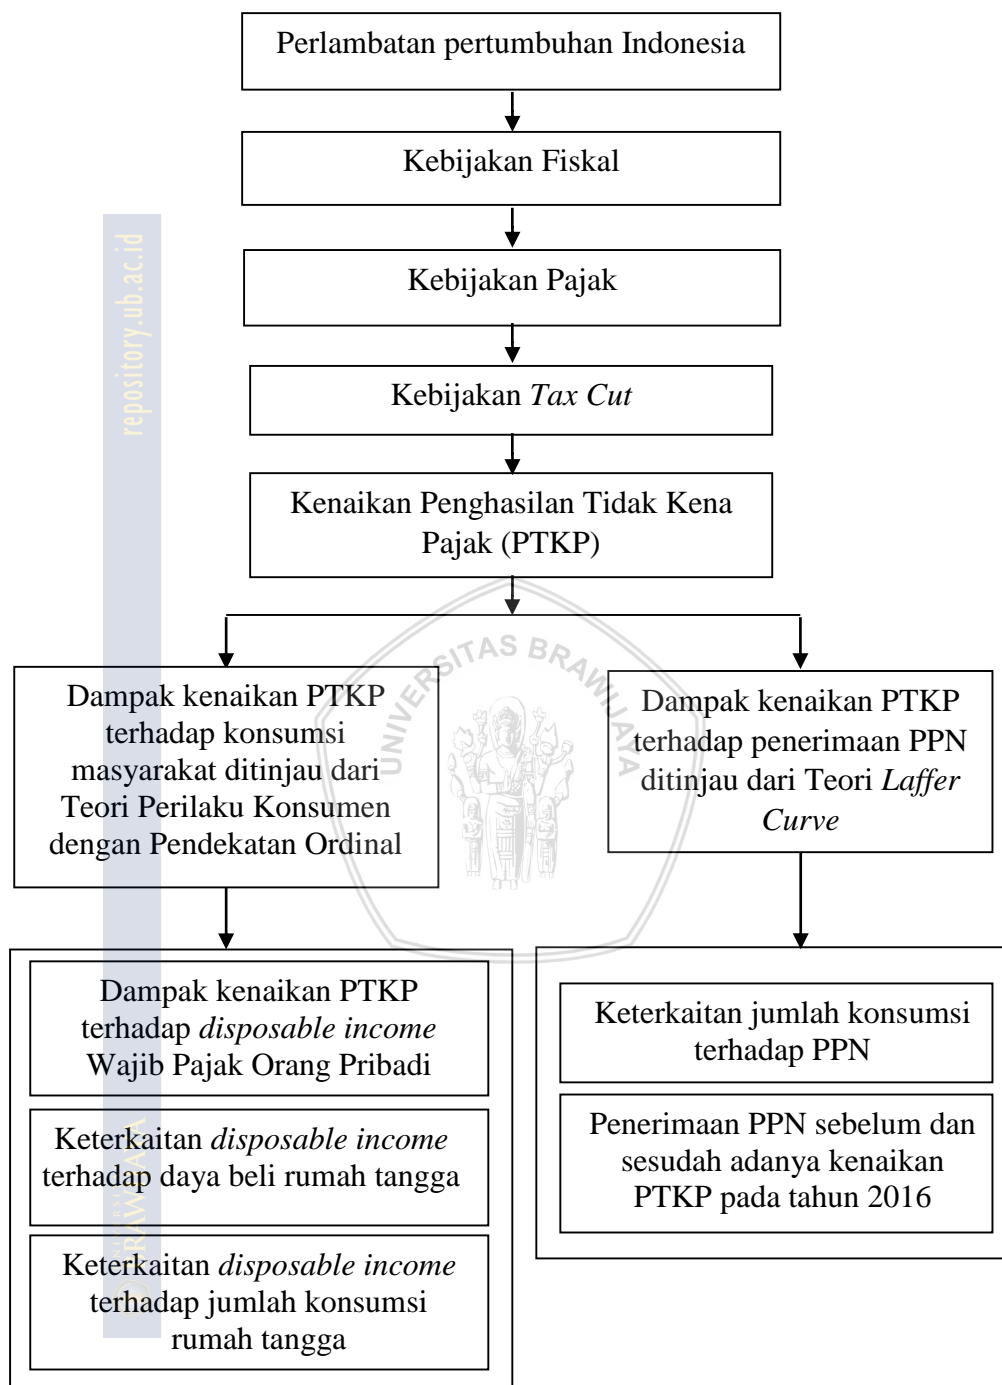 Perlambatan pertumbuhan Indonesia
Kebijakan Fiskal
Kebijakan Pajak
Kebijakan Tax Cut
Kenaikan Penghasilan Tidak Kena
Pajak (PTKP)
Dampak kenaikan PTKP
terhadap konsumsi
masyarakat ditinjau dari
Teori Perilaku Konsumen
dengan Pendekatan Ordinal
Dampak kenaikan PTKP
terhadap penerimaan PPN
ditinjau dari Teori Laffer
Curve
Dampak kenaikan PTKP
terhadap disposable income
Wajib Pajak Orang Pribadi
Keterkaitan disposable income
terhadap daya beli rumah tangga
Keterkaitan disposable income
terhadap jumlah konsumsi
rumah tangga
Keterkaitan jumlah konsumsi
terhadap PPN
Penerimaan PPN sebelum dan
sesudah adanya kenaikan
PTKP pada tahun 2016
repository.ub.ac.id
UNIVERSITAS BRAWIJAYA
BRAWIJAYA